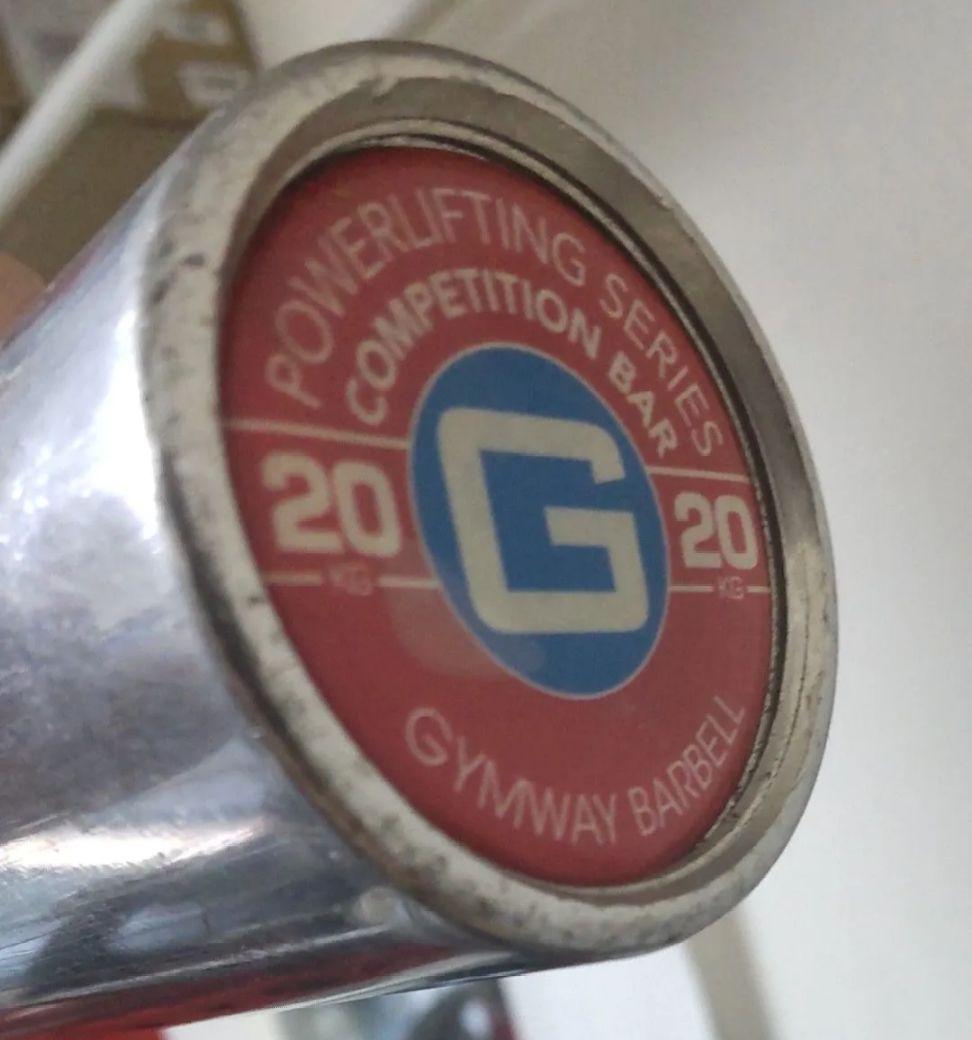 POWERLIFTING SERIES
COMPETITION BAR
G
20 20
KG KG
GYMWAY BARBELL